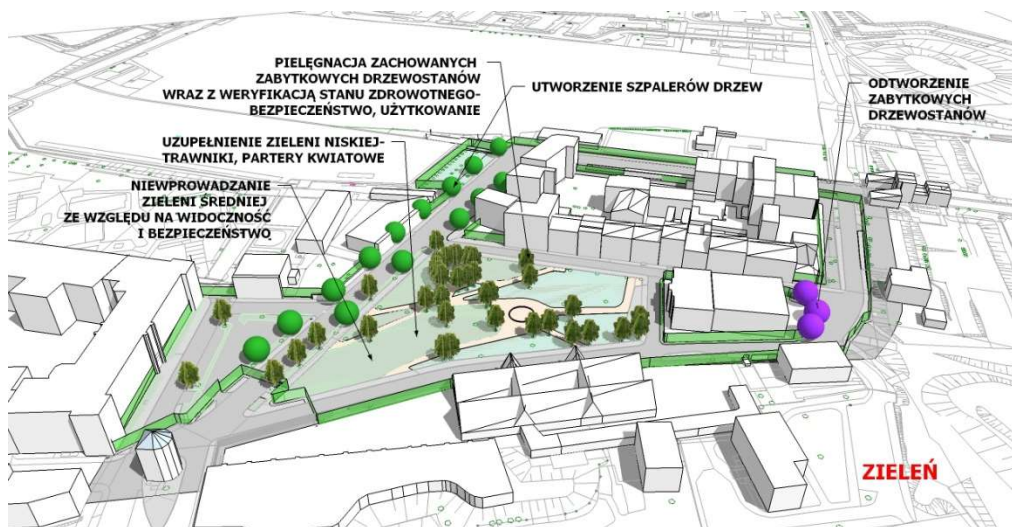 PIELĘGNACJA ZACHOWANYCH
ZABYTKOWYCH DRZEWOSTANÓW
WRAZ Z WERYFIKACJĄ STANU ZDROWOTNEGO-
BEZPIECZEŃSTWO, UŻYTKOWANIE
UTWORZENIE SZPALERÓW DRZEW
ODTWORZENIE
ZABYTKOWYCH
DRZEWOSTANÓW
UZUPEŁNIENIE ZIELENI NISKIEJ-
TRAWNIKI, PARTERY KWIATOWE
NIEWPROWADZANIE
ZIELENI ŚREDNIEJ
ZE WZGLĘDU NA WIDOCZNOŚĆ
I BEZPIECZEŃSTWO
ZIELEŃ